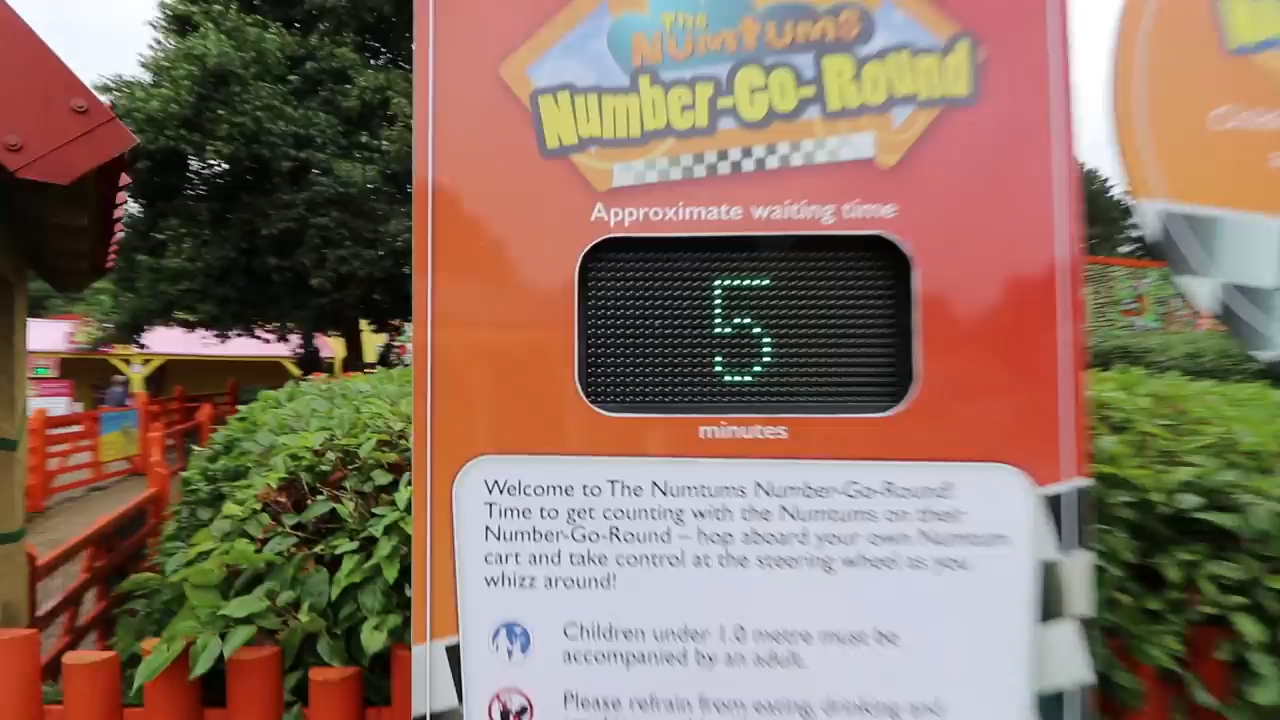 The
Numtums
Number-Go-Round
Approximate waiting time
5
minutes
Welcome to The Numtums Number-Go-Round!
Time to get counting with the Numtums on their
Number-Go-Round – hop aboard your own Numtum
cart and take control at the steering wheel as you
whizz around!
Children under 1.0 metre must be
accompanied by an adult.
Please refrain from eating, drinking and